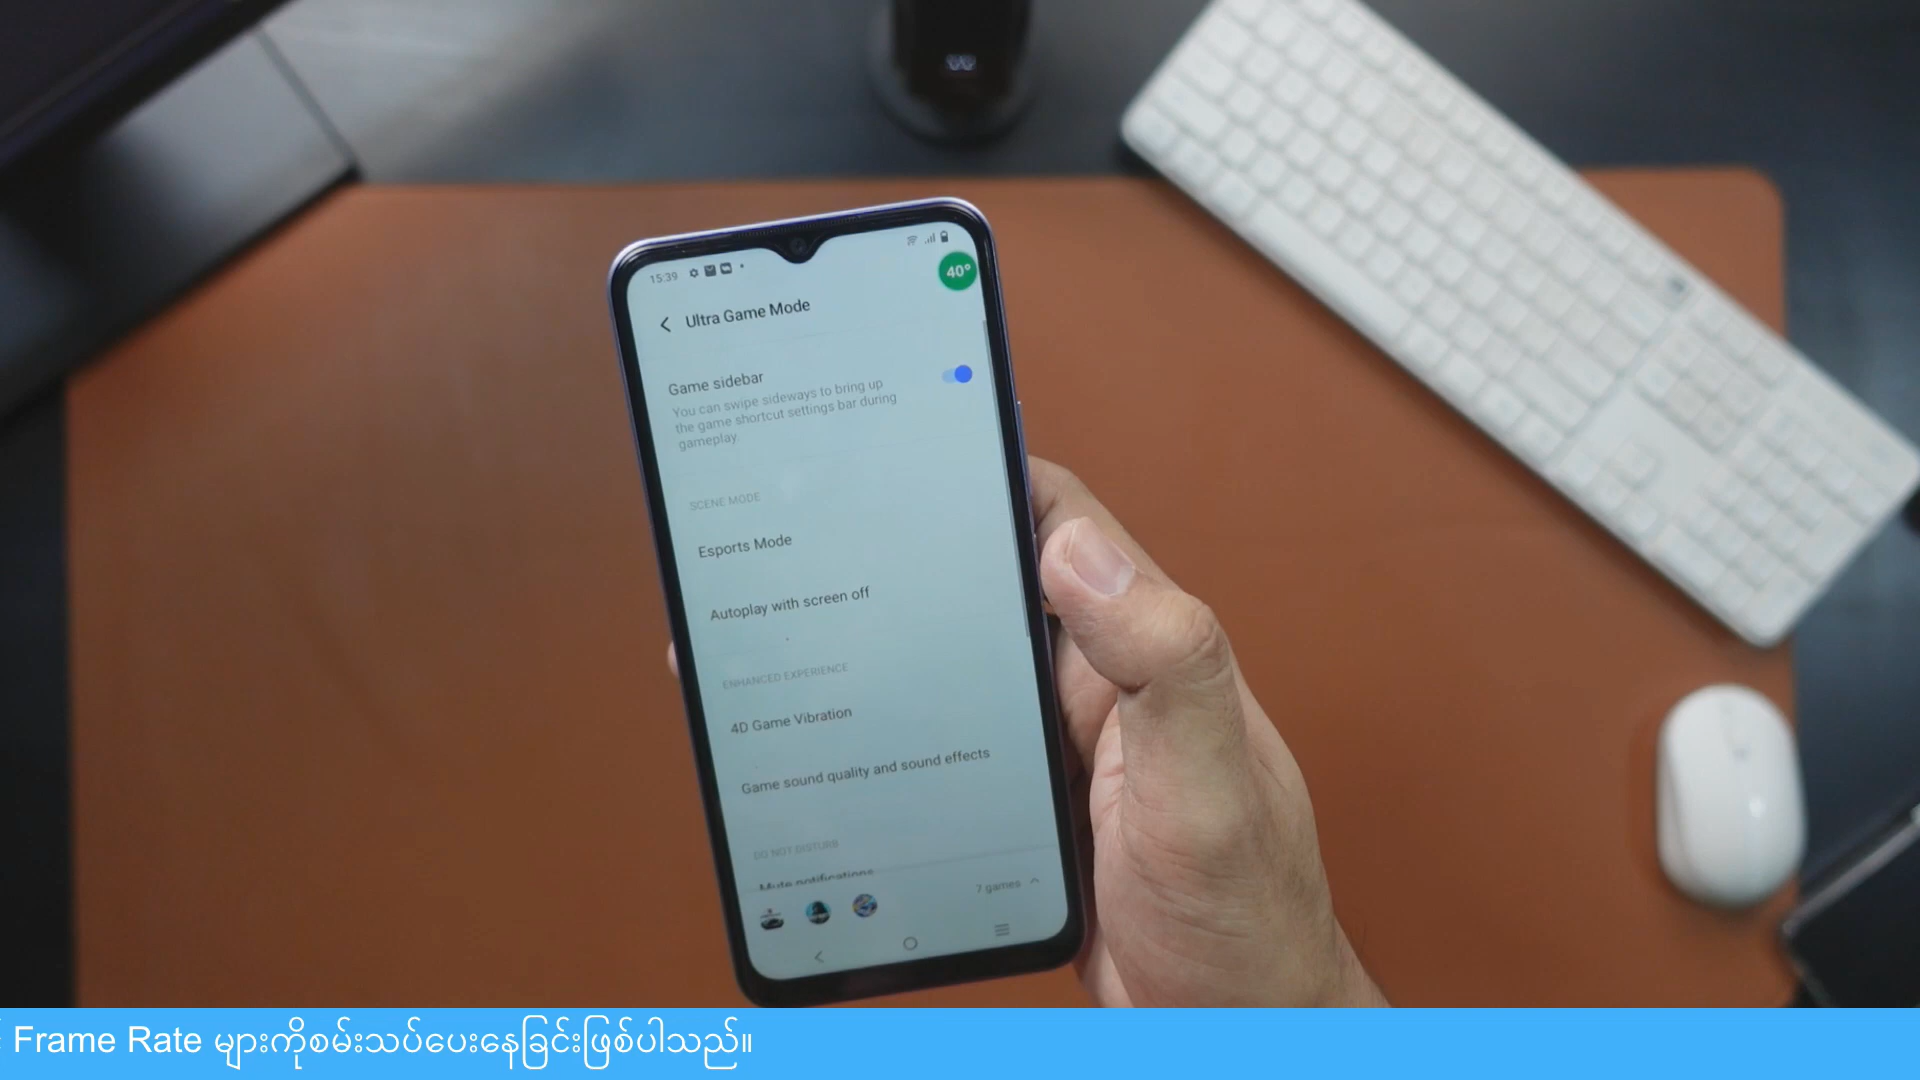 15:39
40°
Ultra Game Mode
Game sidebar
You can swipe sideways to bring up
the game shortcut settings bar during
gameplay.
SCENE MODE
Esports Mode
Autoplay with screen off
ENHANCED EXPERIENCE
4D Game Vibration
Game sound quality and sound effects
DO NOT DISTURB
Mute notifications
7 games
Frame Rate များကိုစမ်းသပ်ပေးနေခြင်းဖြစ်ပါသည်။